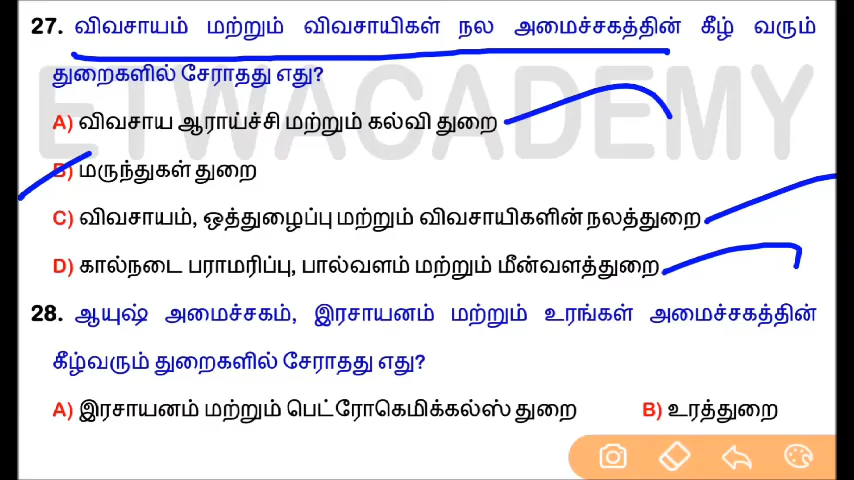 27. விவசாயம் மற்றும் விவசாயிகள் நல அமைச்சகத்தின் கீழ் வரும்
துறைகளில் சேராதது எது?
ETWACADEMY
A) விவசாய ஆராய்ச்சி மற்றும் கல்வி துறை
B) மருந்துகள் துறை
C) விவசாயம், ஒத்துழைப்பு மற்றும் விவசாயிகளின் நலத்துறை
D) கால்நடை பராமரிப்பு, பால்வளம் மற்றும் மீன்வளத்துறை
28. ஆயுஷ் அமைச்சகம், இரசாயனம் மற்றும் உரங்கள் அமைச்சகத்தின்
கீழ்வரும் துறைகளில் சேராதது எது?
A) இரசாயனம் மற்றும் பெட்ரோகெமிக்கல்ஸ் துறை B) உரத்துறை